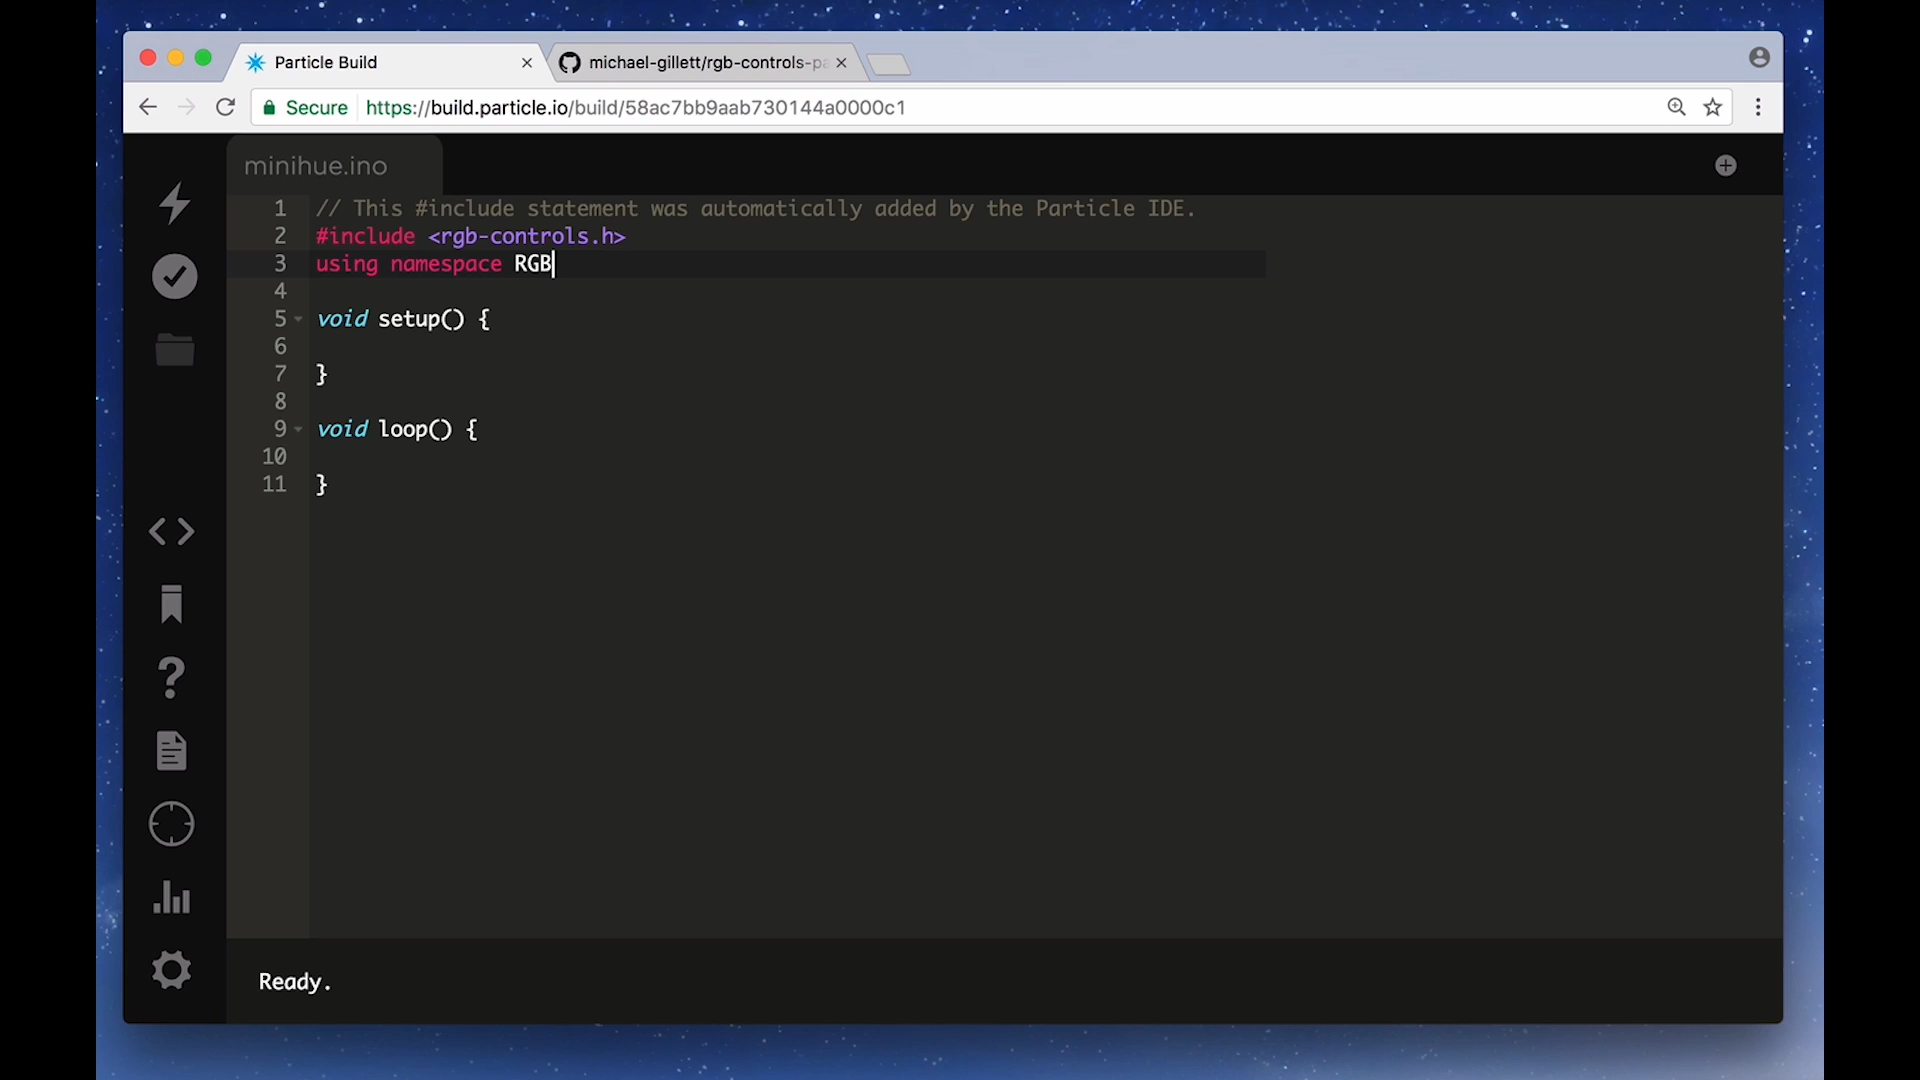 Particle Build
michael-gillett/rgb-controls-pa
Secure
https://build.particle.io/build/58ac7bb9aab730144a0000c1
minihue.ino
1 // This #include statement was automatically added by the Particle IDE.
2 #include <rgb-controls.h>
3 using namespace RGB
4
5 void setup() {
6
7 }
8
9 void loop() {
10
11 }
Ready.